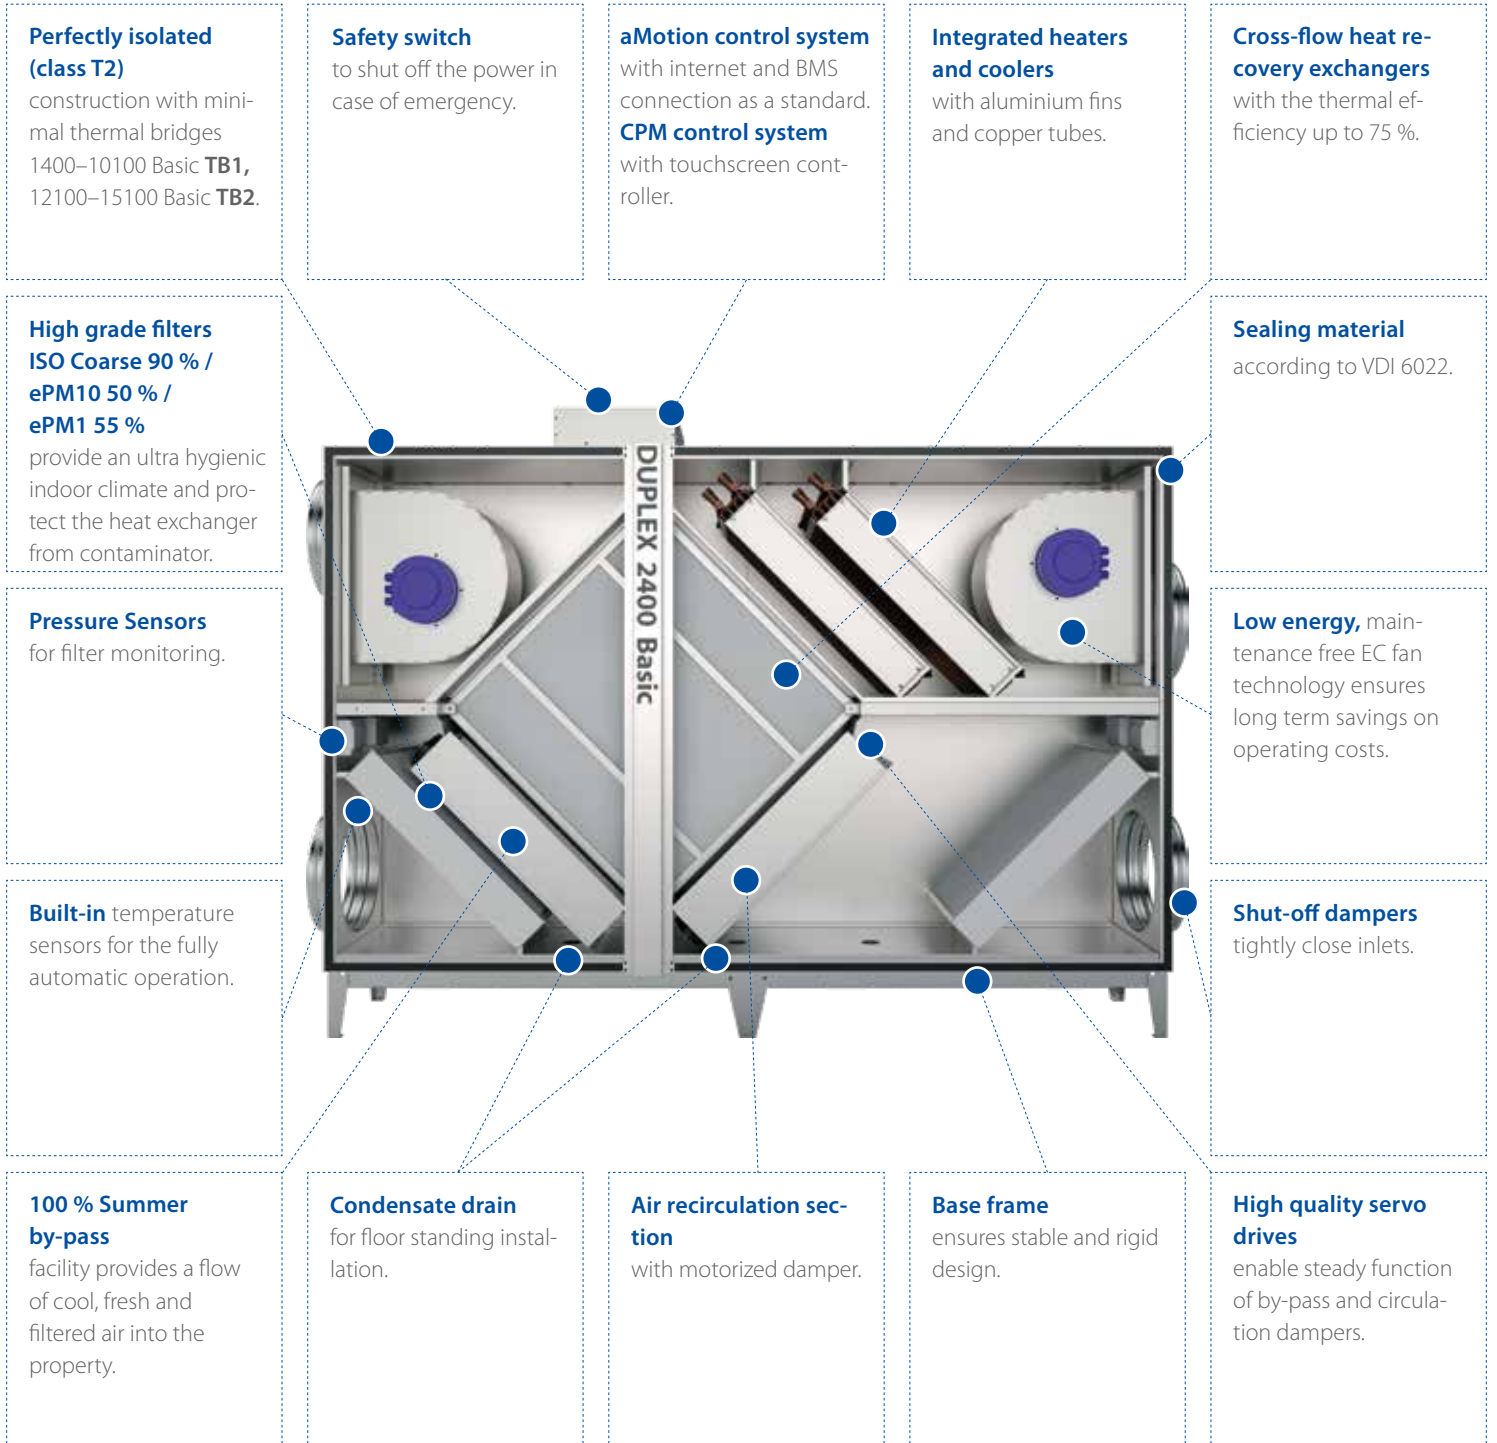 Perfectly isolated
(class T2)
construction with mini-
mal thermal bridges
1400–10100 Basic TB1,
12100–15100 Basic TB2.
Safety switch
to shut off the power in
case of emergency.
aMotion control system
with internet and BMS
connection as a standard.
CPM control system
with touchscreen cont-
roller.
Integrated heaters
and coolers
with aluminium fins
and copper tubes.
Cross-flow heat re-
covery exchangers
with the thermal ef-
ficiency up to 75 %.
High grade filters
ISO Coarse 90 % /
ePM10 50 % /
ePM1 55 %
provide an ultra hygienic
indoor climate and pro-
tect the heat exchanger
from contaminator.
Sealing material
according to VDI 6022.
DUPLEX 2400 Basic
Pressure Sensors
for filter monitoring.
Low energy, main-
tenance free EC fan
technology ensures
long term savings on
operating costs.
Built-in temperature
sensors for the fully
automatic operation.
Shut-off dampers
tightly close inlets.
100 % Summer
by-pass
facility provides a flow
of cool, fresh and
filtered air into the
property.
Condensate drain
for floor standing instal-
lation.
Air recirculation sec-
tion
with motorized damper.
Base frame
ensures stable and rigid
design.
High quality servo
drives
enable steady function
of by-pass and circula-
tion dampers.